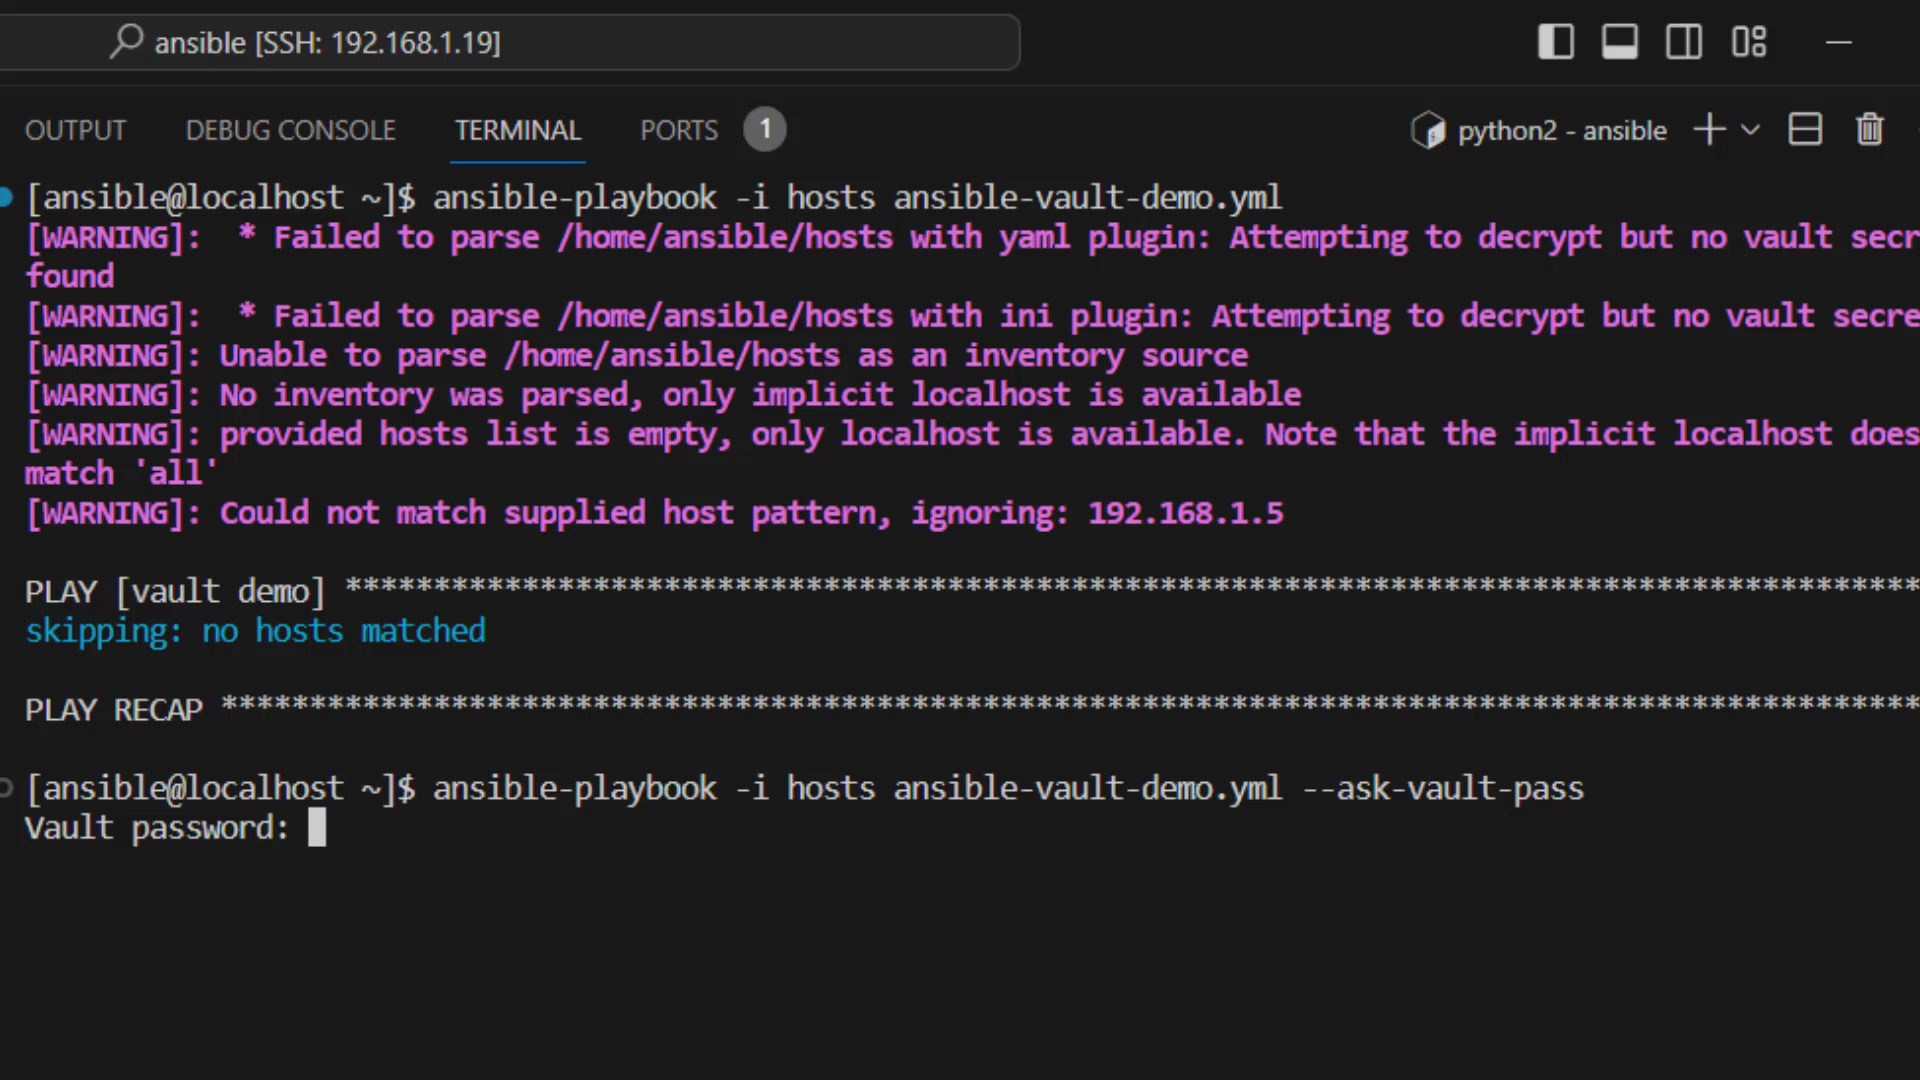 ansible [SSH: 192.168.1.19]
OUTPUT DEBUG CONSOLE TERMINAL PORTS 1 python2 - ansible
[ansible@localhost ~]$ ansible-playbook -i hosts ansible-vault-demo.yml
[WARNING]:  * Failed to parse /home/ansible/hosts with yaml plugin: Attempting to decrypt but no vault secr
found
[WARNING]:  * Failed to parse /home/ansible/hosts with ini plugin: Attempting to decrypt but no vault secre
[WARNING]: Unable to parse /home/ansible/hosts as an inventory source
[WARNING]: No inventory was parsed, only implicit localhost is available
[WARNING]: provided hosts list is empty, only localhost is available. Note that the implicit localhost does
match 'all'
[WARNING]: Could not match supplied host pattern, ignoring: 192.168.1.5
PLAY [vault demo] *****************************************************************************************
skipping: no hosts matched
PLAY RECAP ************************************************************************************************
[ansible@localhost ~]$ ansible-playbook -i hosts ansible-vault-demo.yml --ask-vault-pass
Vault password: